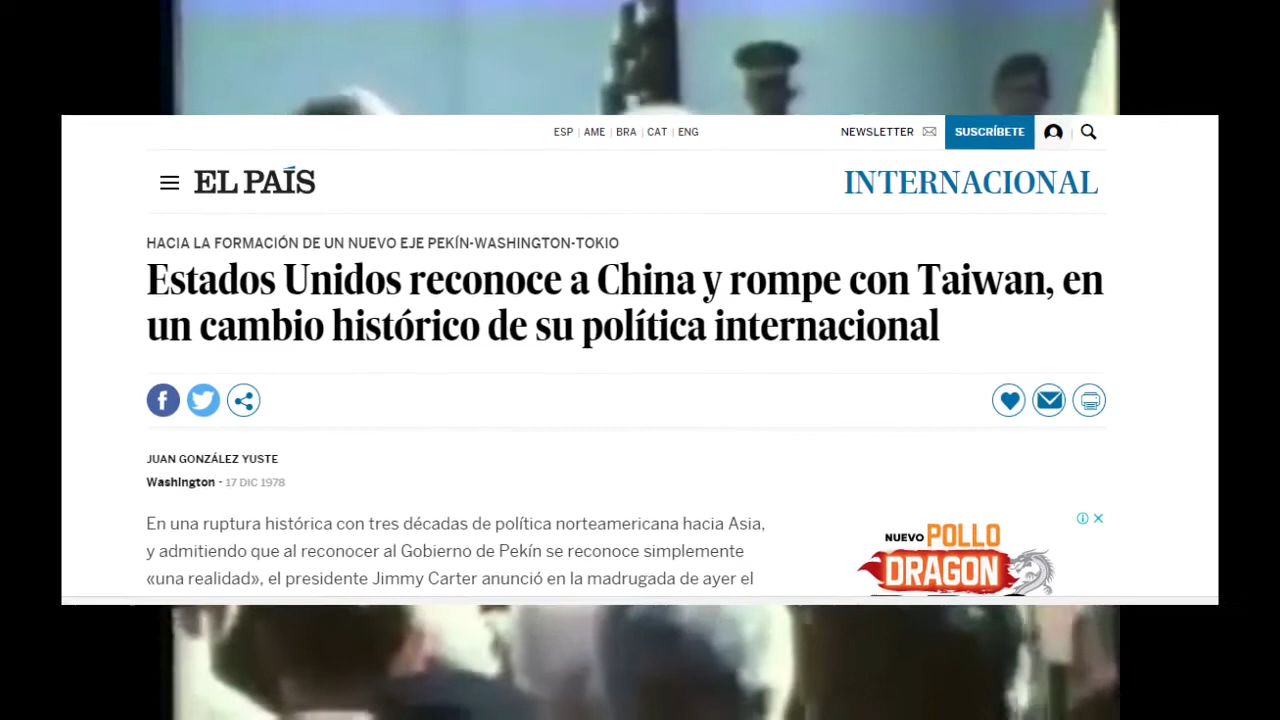 ESP | AME | BRA | CAT | ENG
NEWSLETTER
SUSCRÍBETE
EL PAÍS
INTERNACIONAL
HACIA LA FORMACIÓN DE UN NUEVO EJE PEKÍN-WASHINGTON-TOKIO
Estados Unidos reconoce a China y rompe con Taiwan, en
un cambio histórico de su política internacional
JUAN GONZÁLEZ YUSTE
Washington - 17 DIC 1978
En una ruptura histórica con tres décadas de política norteamericana hacia Asia,
y admitiendo que al reconocer al Gobierno de Pekín se reconoce simplemente
«una realidad», el presidente Jimmy Carter anunció en la madrugada de ayer el
NUEVO POLLO
DRAGON